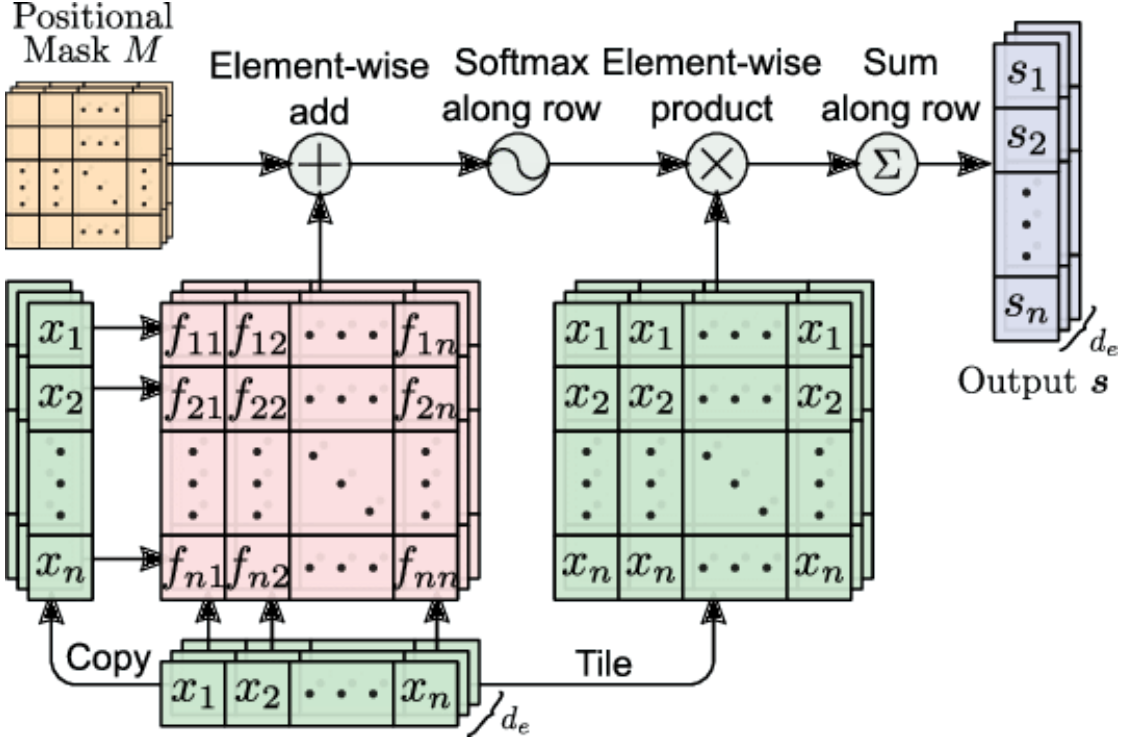 Positional
Mask M
Element-wise
add
Softmax
along row
Element-wise
product
Sum
along row
+
×
Σ
s₁
s₂
sₙ
dₑ
Output s
x₁
x₂
xₙ
f₁₁ f₁₂ ··· f₁ₙ
f₂₁ f₂₂ ··· f₂ₙ
fₙ₁ fₙ₂ ··· fₙₙ
x₁ x₁ ··· x₁
x₂ x₂ ··· x₂
xₙ xₙ ··· xₙ
Copy
x₁ x₂ ··· xₙ
dₑ
Tile